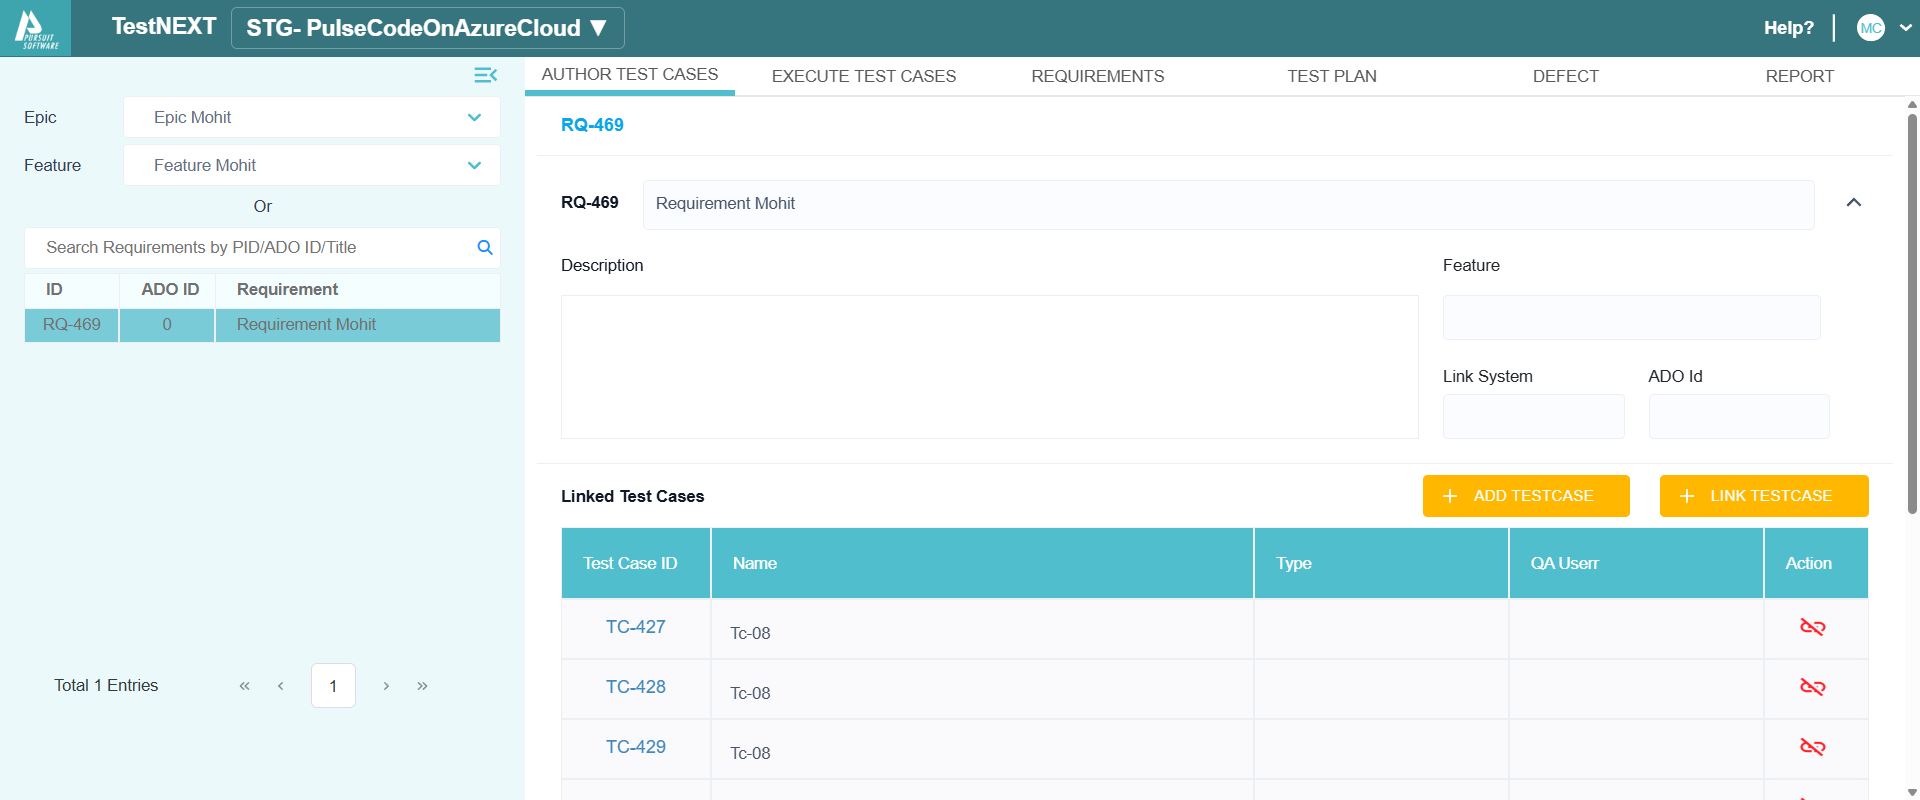 PURSUIT
SOFTWARE
TestNEXT
STG- PulseCodeOnAzureCloud ▼
Help?
MC
AUTHOR TEST CASES
EXECUTE TEST CASES
REQUIREMENTS
TEST PLAN
DEFECT
REPORT
Epic
Epic Mohit
Feature
Feature Mohit
Or
Search Requirements by PID/ADO ID/Title
ID ADO ID Requirement
RQ-469 0 Requirement Mohit
Total 1 Entries
« ‹ 1 › »
RQ-469
RQ-469
Requirement Mohit
Description
Feature
Link System
ADO Id
Linked Test Cases
+ ADD TESTCASE
+ LINK TESTCASE
Test Case ID Name Type QA Userr Action
TC-427 Tc-08
TC-428 Tc-08
TC-429 Tc-08